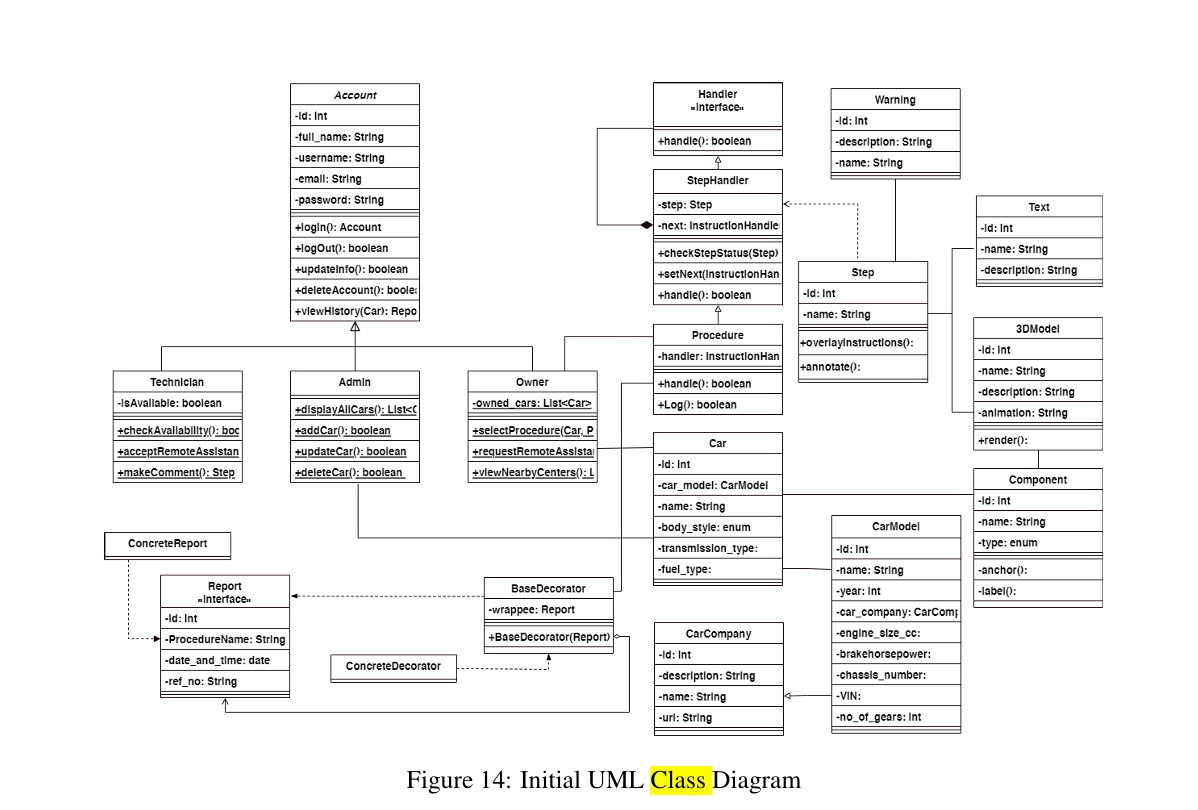 Account
-id: int
-full_name: String
-username: String
-email: String
-password: String
+login(): Account
+logOut(): boolean
+updateInfo(): boolean
+deleteAccount(): boole
+viewHistory(Car): Repo
Technician
-isAvailable: boolean
+checkAvailability(): boo
+acceptRemoteAssistan
+makeComment(): Step
Admin
+displayAllCars(): List<C
+addCar(): boolean
+updateCar(): boolean
+deleteCar(): boolean
Owner
-owned_cars: List<Car>
+selectProcedure(Car, P
+requestRemoteAssista
+viewNearbyCenters(): L
Handler
«interface»
+handle(): boolean
StepHandler
-step: Step
-next: InstructionHandle
+checkStepStatus(Step)
+setNext(InstructionHan
+handle(): boolean
Procedure
-handler: InstructionHan
+handle(): boolean
+Log(): boolean
Warning
-id: int
-description: String
-name: String
Step
-id: int
-name: String
+overlayInstructions():
+annotate():
Text
-id: int
-name: String
-description: String
3DModel
-id: int
-name: String
-description: String
-animation: String
+render():
Component
-id: int
-name: String
-type: enum
-anchor():
-label():
Car
-id: int
-car_model: CarModel
-name: String
-body_style: enum
-transmission_type:
-fuel_type:
CarModel
-id: int
-name: String
-year: int
-car_company: CarComp
-engine_size_cc:
-brakehorsepower:
-chassis_number:
-VIN:
-no_of_gears: int
CarCompany
-id: int
-description: String
-name: String
-url: String
ConcreteReport
Report
«interface»
-id: int
-ProcedureName: String
-date_and_time: date
-ref_no: String
BaseDecorator
-wrappee: Report
+BaseDecorator(Report)
ConcreteDecorator
Figure 14: Initial UML Class Diagram